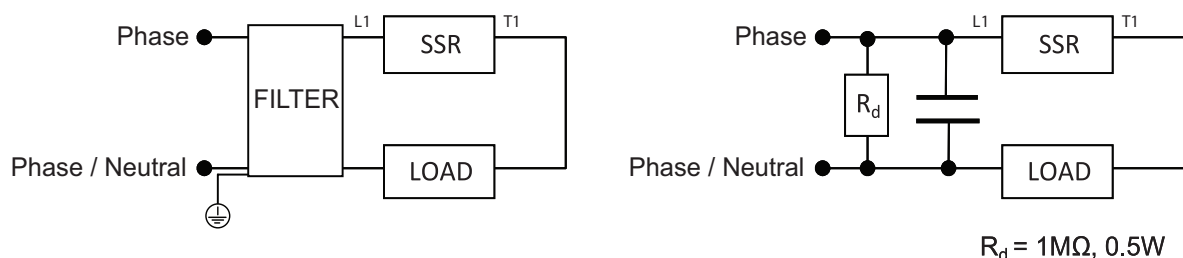 Phase
L1
SSR
T1
FILTER
Phase / Neutral
LOAD
Phase
L1
SSR
T1
Rd
Phase / Neutral
LOAD
Rd = 1MΩ, 0.5W